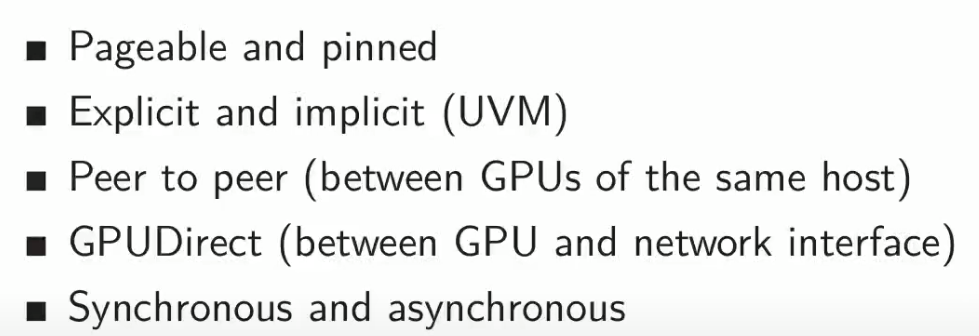 Pageable and pinned
Explicit and implicit (UVM)
Peer to peer (between GPUs of the same host)
GPUDirect (between GPU and network interface)
Synchronous and asynchronous